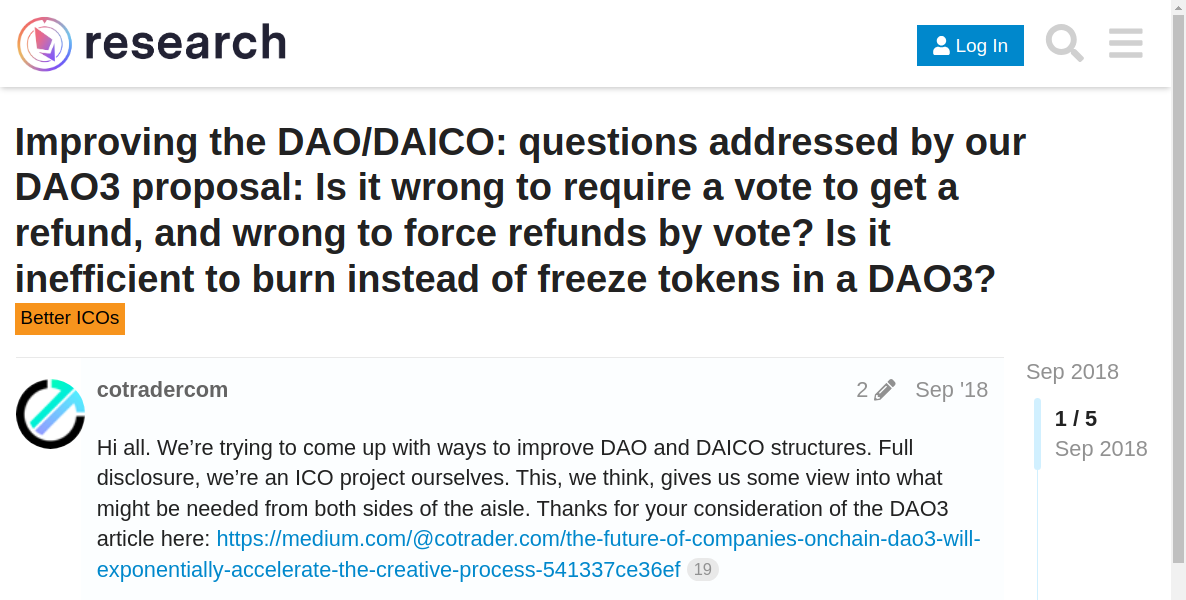 research
Log In
Improving the DAO/DAICO: questions addressed by our
DAO3 proposal: Is it wrong to require a vote to get a
refund, and wrong to force refunds by vote? Is it
inefficient to burn instead of freeze tokens in a DAO3?
Better ICOs
cotradercom
2
Sep '18
Hi all. We’re trying to come up with ways to improve DAO and DAICO structures. Full
disclosure, we’re an ICO project ourselves. This, we think, gives us some view into what
might be needed from both sides of the aisle. Thanks for your consideration of the DAO3
article here: https://medium.com/@cotrader.com/the-future-of-companies-onchain-dao3-will-
exponentially-accelerate-the-creative-process-541337ce36ef 19
Sep 2018
1 / 5
Sep 2018